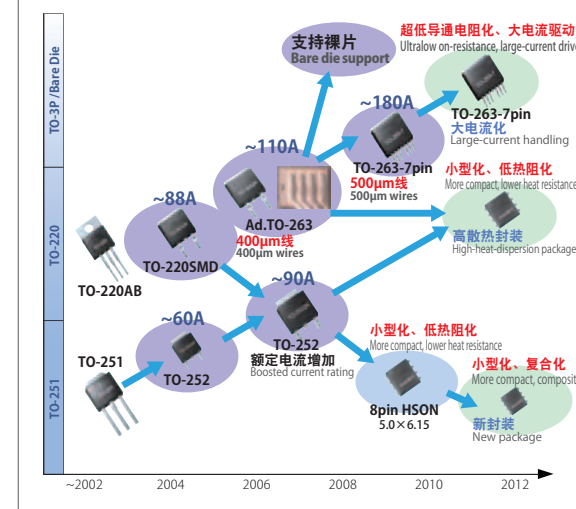 超低导通电阻化、大电流驱动
Ultralow on-resistance, large-current drive
支持裸片
Bare die support
TO-3P /Bare Die
~180A
TO-263-7pin
大电流化
Large-current handling
~110A
TO-263-7pin
500μm线
500μm wires
小型化、低热阻化
More compact, lower heat resistance
~88A
Ad.TO-263
400μm线
400μm wires
TO-220
高散热封装
High-heat-dispersion package
TO-220SMD
~90A
TO-220AB
~60A
TO-252
额定电流增加
Boosted current rating
小型化、低热阻化
More compact, lower heat resistance
TO-251
TO-252
小型化、复合化
More compact, composit
TO-251
8pin HSON
5.0×6.15
新封装
New package
~2002
2004
2006
2008
2010
2012